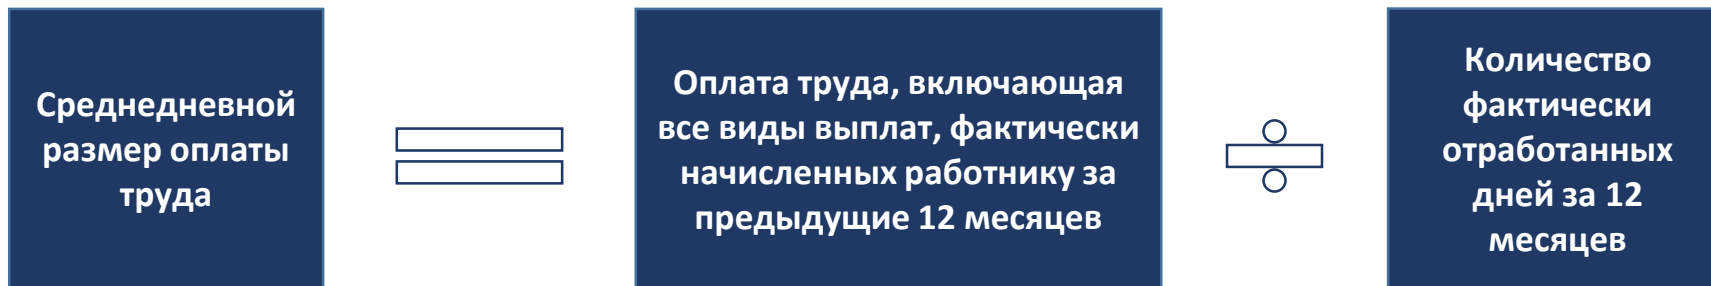 Среднедневной
размер оплаты
труда
Оплата труда, включающая
все виды выплат, фактически
начисленных работнику за
предыдущие 12 месяцев
Количество
фактически
отработанных
дней за 12
месяцев